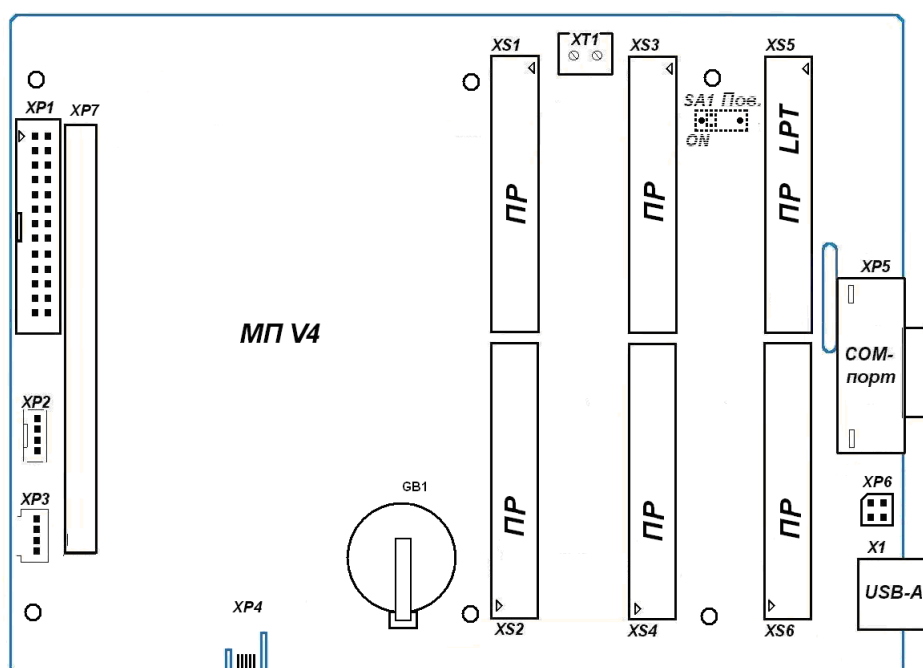 XS1
XT1
XS3
XS5
XP1
XP7
SA1 Пов.
ON
ПР
ПР
ПР LPT
XP5
МП V4
COM-
порт
XP2
XP3
GB1
ПР
ПР
ПР
XP6
X1
USB-A
XP4
XS2
XS4
XS6